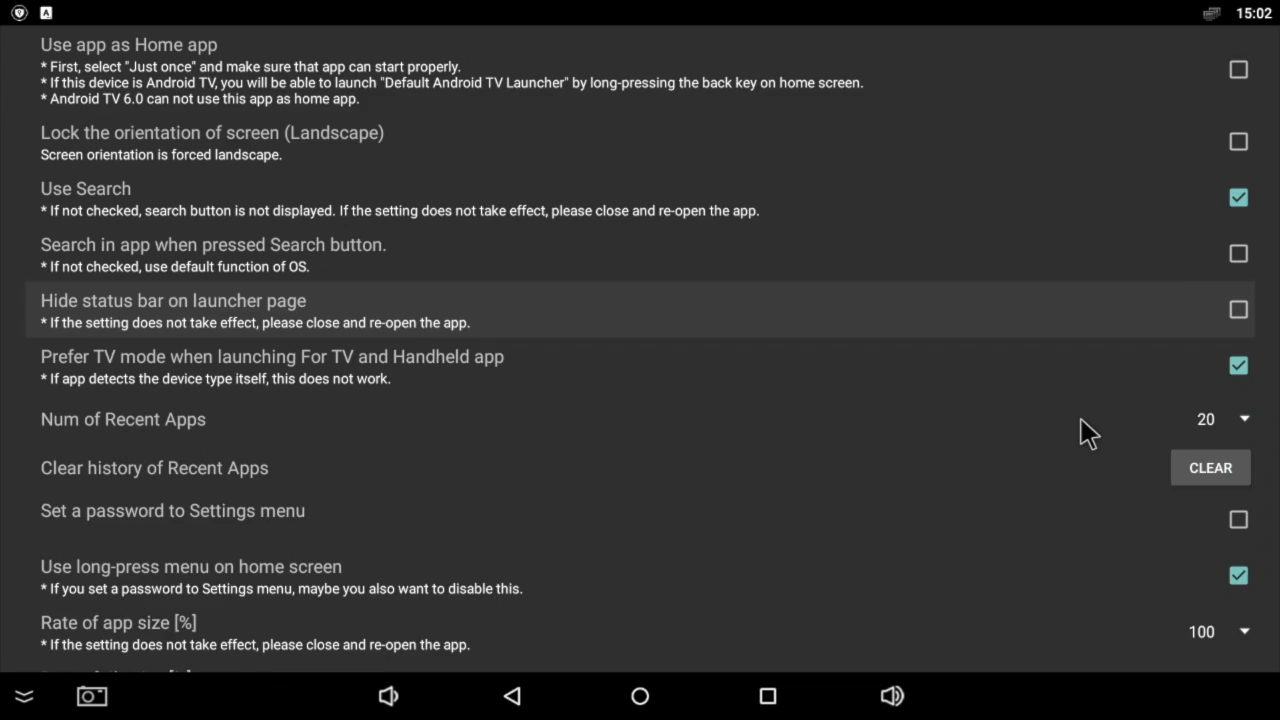 15:02
Use app as Home app
* First, select "Just once" and make sure that app can start properly.
* If this device is Android TV, you will be able to launch "Default Android TV Launcher" by long-pressing the back key on home screen.
* Android TV 6.0 can not use this app as home app.
Lock the orientation of screen (Landscape)
Screen orientation is forced landscape.
Use Search
* If not checked, search button is not displayed. If the setting does not take effect, please close and re-open the app.
Search in app when pressed Search button.
* If not checked, use default function of OS.
Hide status bar on launcher page
* If the setting does not take effect, please close and re-open the app.
Prefer TV mode when launching For TV and Handheld app
* If app detects the device type itself, this does not work.
Num of Recent Apps 20
Clear history of Recent Apps CLEAR
Set a password to Settings menu
Use long-press menu on home screen
* If you set a password to Settings menu, maybe you also want to disable this.
Rate of app size [%] 100
* If the setting does not take effect, please close and re-open the app.